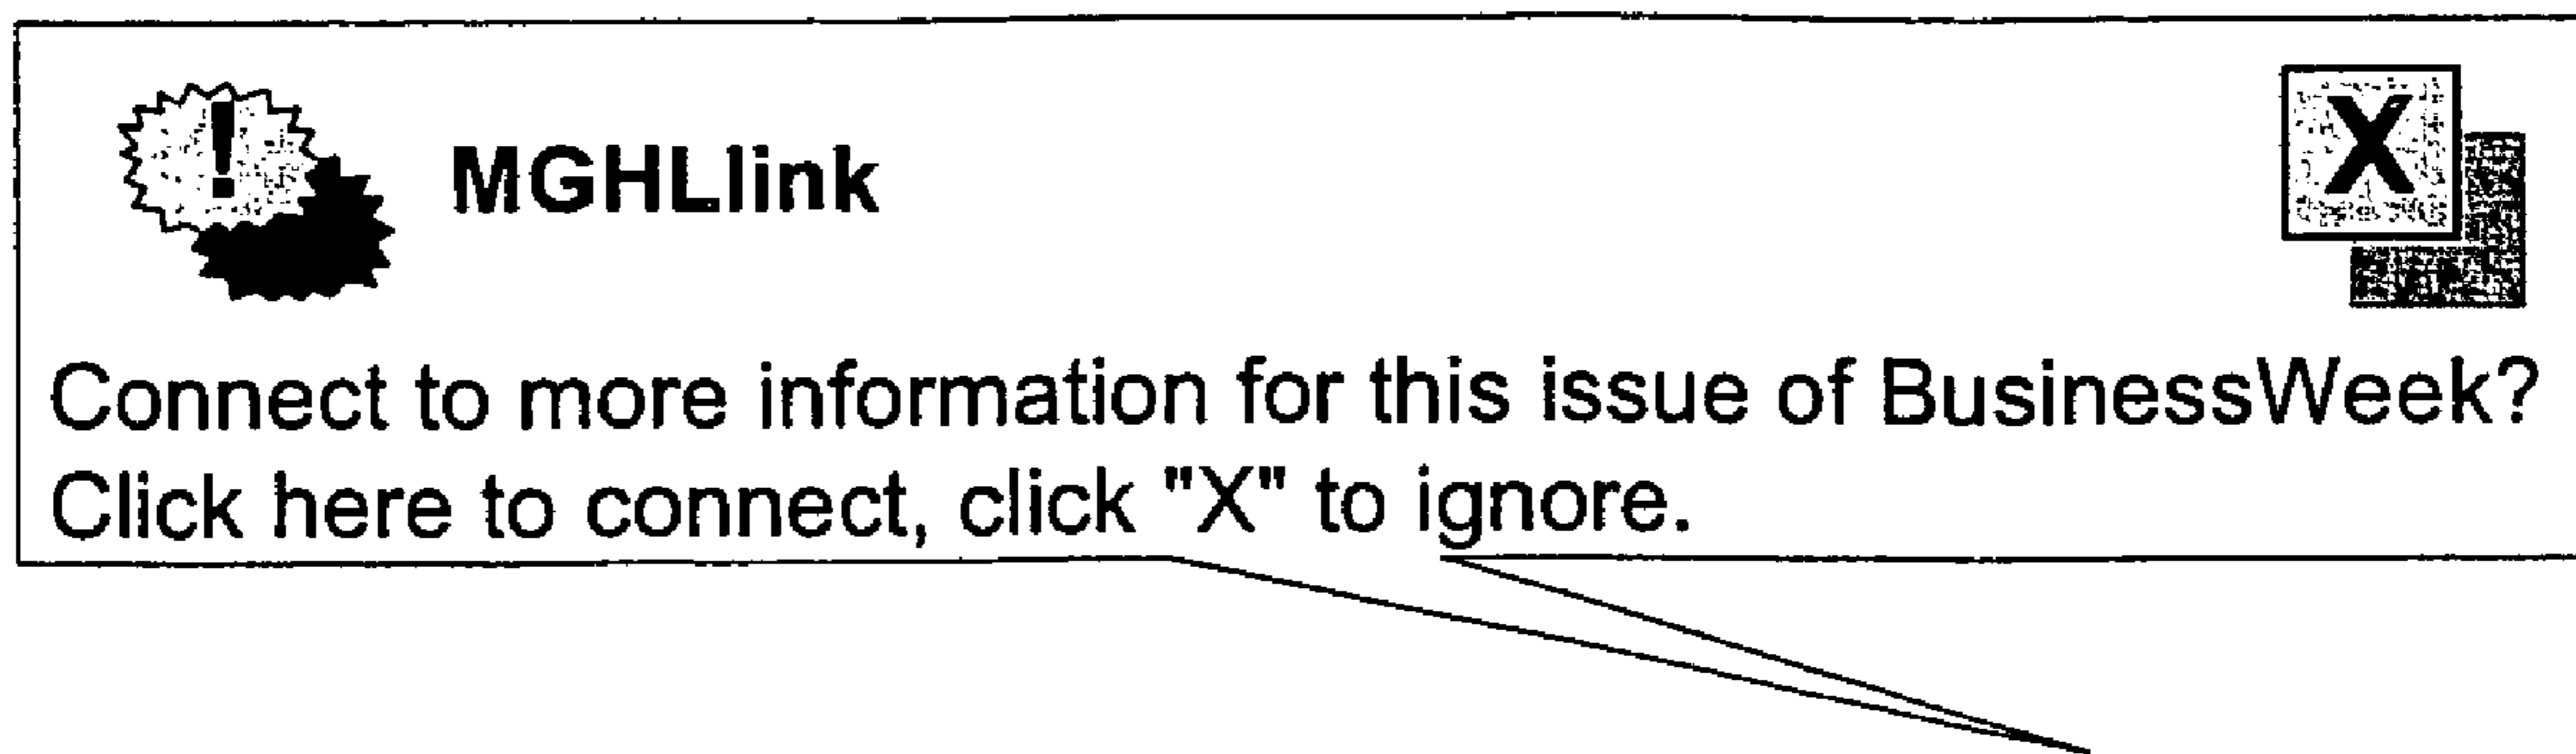 !
MGHLlink
X
Connect to more information for this issue of BusinessWeek?
Click here to connect, click "X" to ignore.